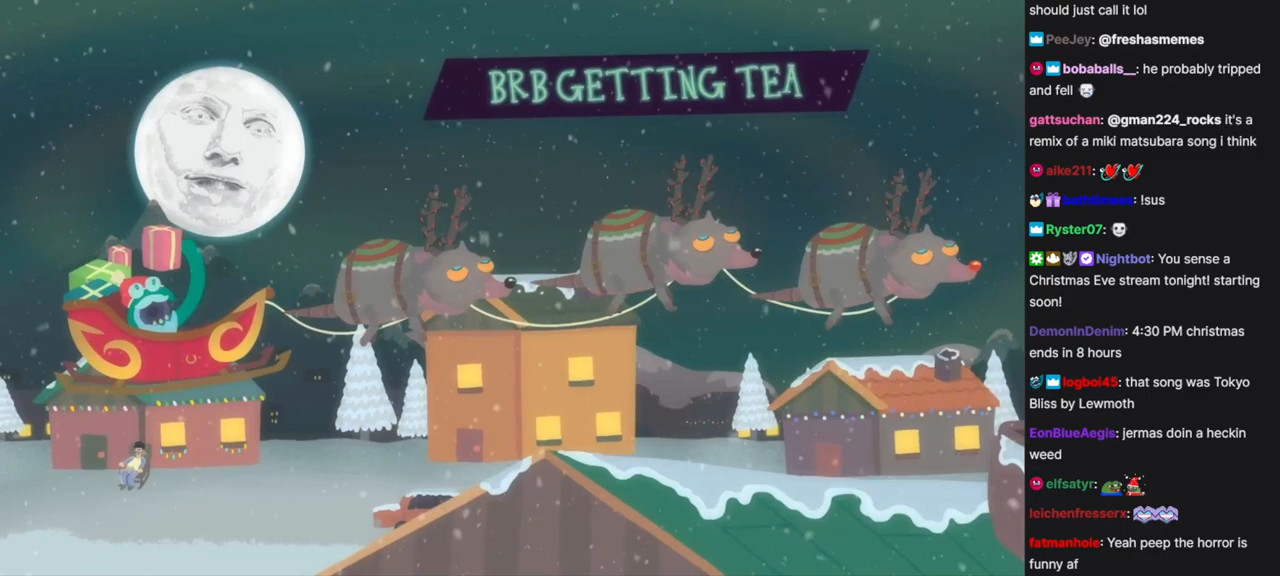 BRB GETTING TEA
should just call it lol
PeeJey: @freshasmemes
bobaballs__: he probably tripped
and fell
gattsuchan: @gman224_rocks it's a
remix of a miki matsubara song i think
aike211:
: !sus
Ryster07:
Nightbot: You sense a
Christmas Eve stream tonight! starting
soon!
DemonInDenim: 4:30 PM christmas
ends in 8 hours
logboi45: that song was Tokyo
Bliss by Lewmoth
EonBlueAegis: jermas doin a heckin
weed
elfsatyr:
leichenfresserx:
fatmanhole: Yeah peep the horror is
funny af